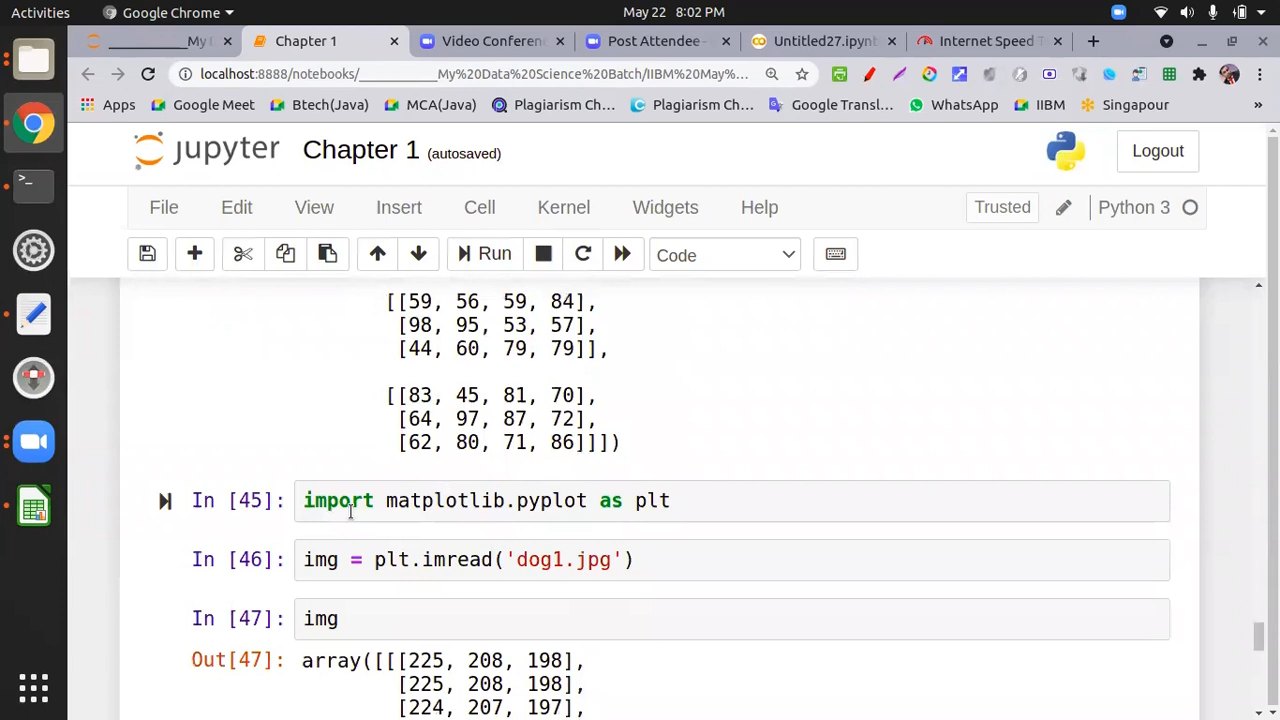 Activities
Google Chrome
May 22 8:02 PM
___________My D
Chapter 1
Video Conferen
Post Attendee -
Untitled27.ipynb
Internet Speed T
localhost:8888/notebooks/__________My%20Data%20Science%20Batch/IIBM%20May%...
Apps
Google Meet
Btech(Java)
MCA(Java)
Plagiarism Ch...
Plagiarism Ch...
Google Transl...
WhatsApp
IIBM
Singapour
»
jupyter
Chapter 1 (autosaved)
Logout
File
Edit
View
Insert
Cell
Kernel
Widgets
Help
Trusted
Python 3
Run
Code
[[59, 56, 59, 84],
[98, 95, 53, 57],
[44, 60, 79, 79]],
[[83, 45, 81, 70],
[64, 97, 87, 72],
[62, 80, 71, 86]]])
In [45]: import matplotlib.pyplot as plt
In [46]: img = plt.imread('dog1.jpg')
In [47]: img
Out[47]: array([[[225, 208, 198],
[225, 208, 198],
[224, 207, 197],